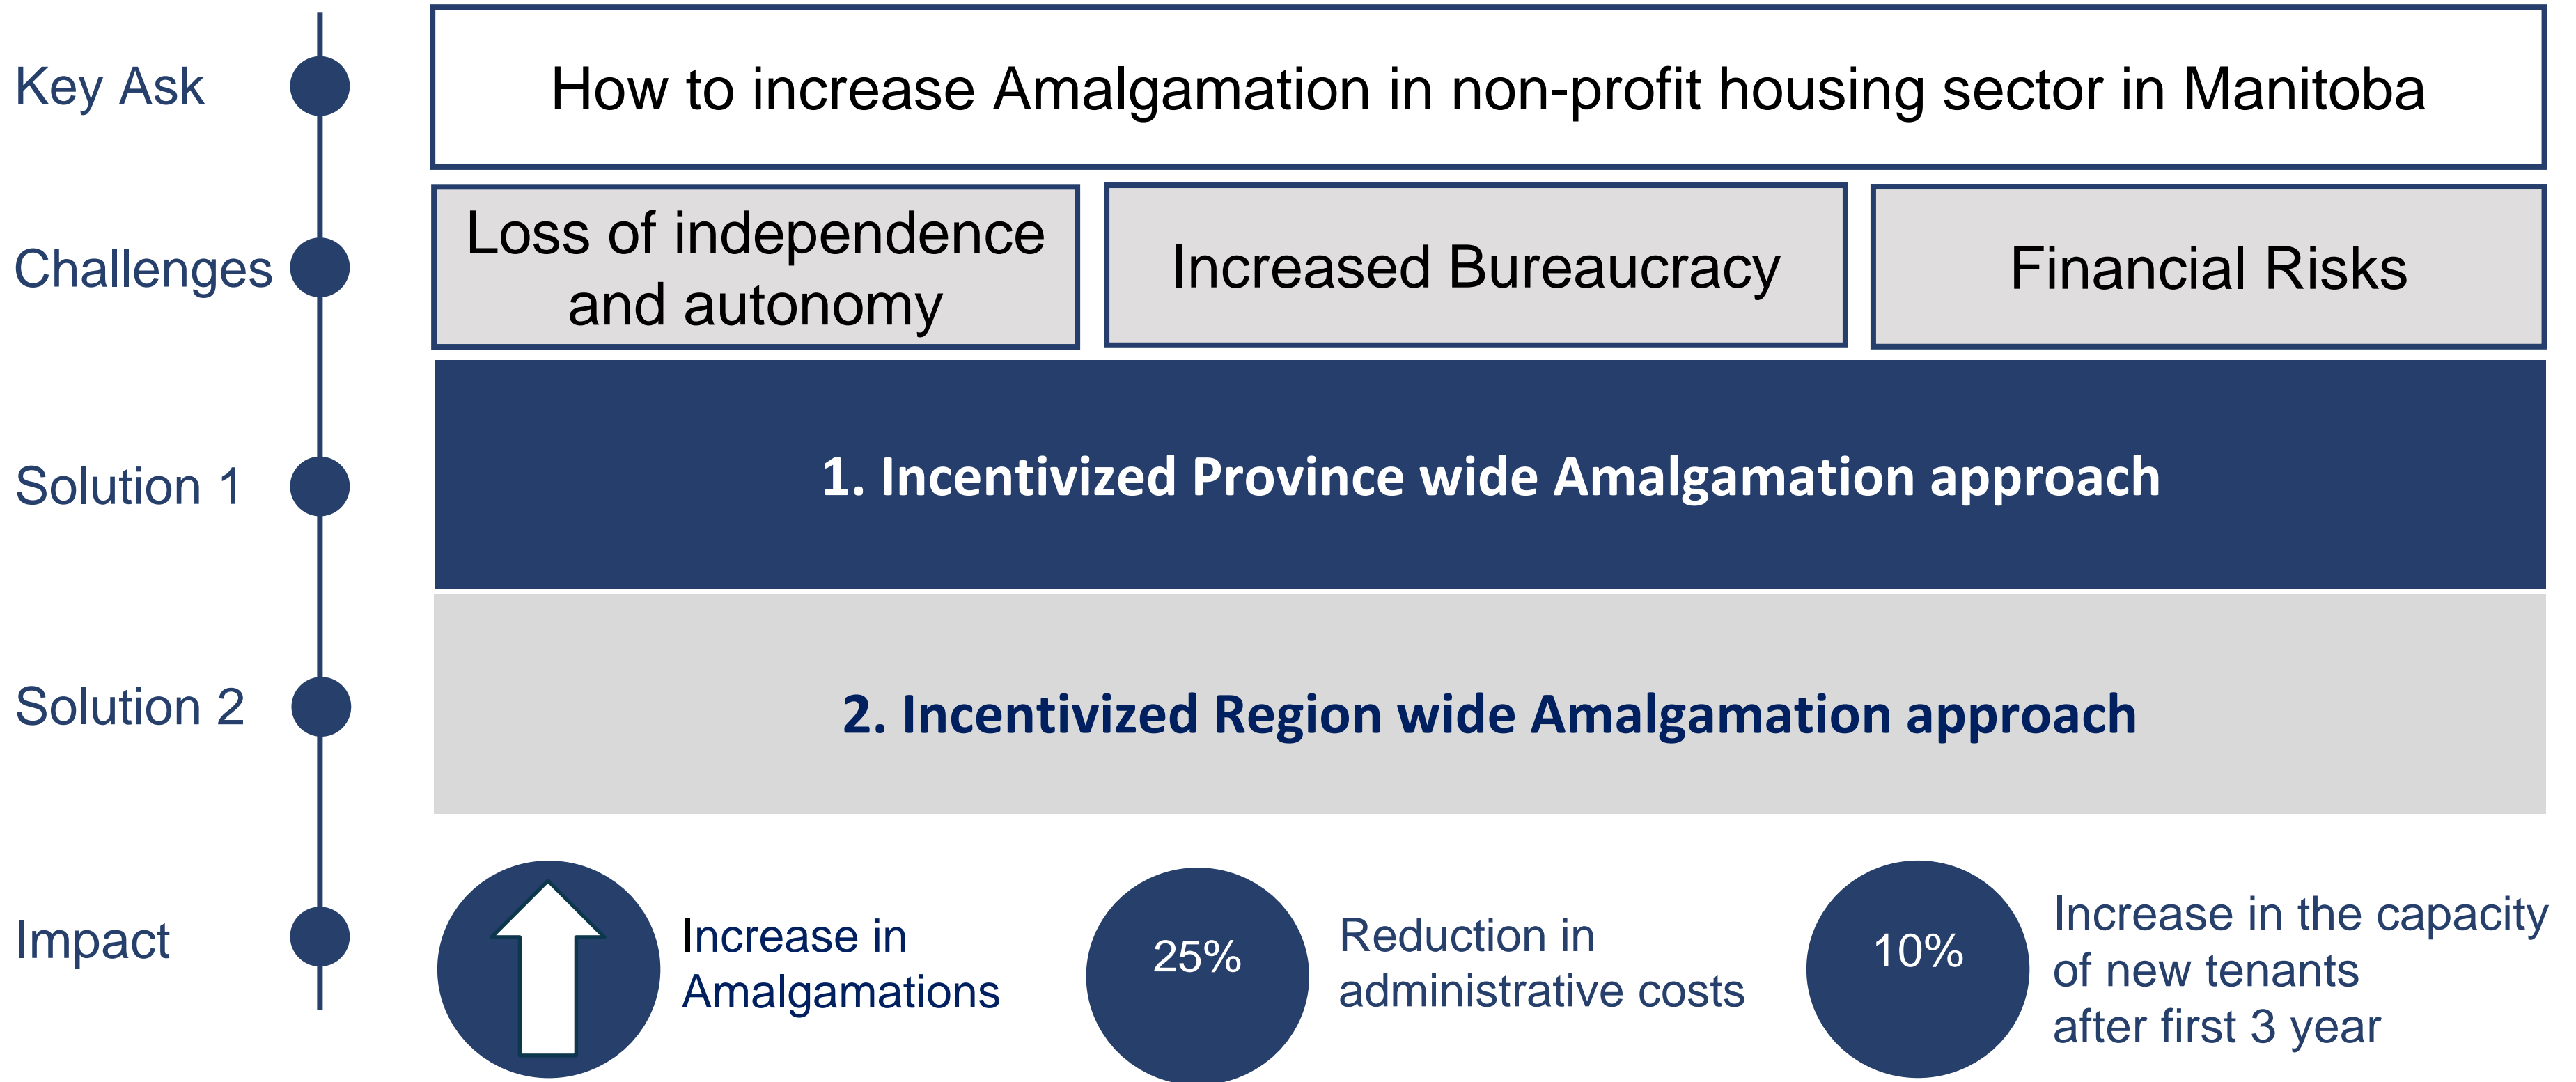 Key Ask
How to increase Amalgamation in non-profit housing sector in Manitoba
Challenges
Loss of independence
and autonomy
Increased Bureaucracy
Financial Risks
Solution 1
1. Incentivized Province wide Amalgamation approach
Solution 2
2. Incentivized Region wide Amalgamation approach
Impact
Increase in
Amalgamations
25%
Reduction in
administrative costs
10%
Increase in the capacity
of new tenants
after first 3 year